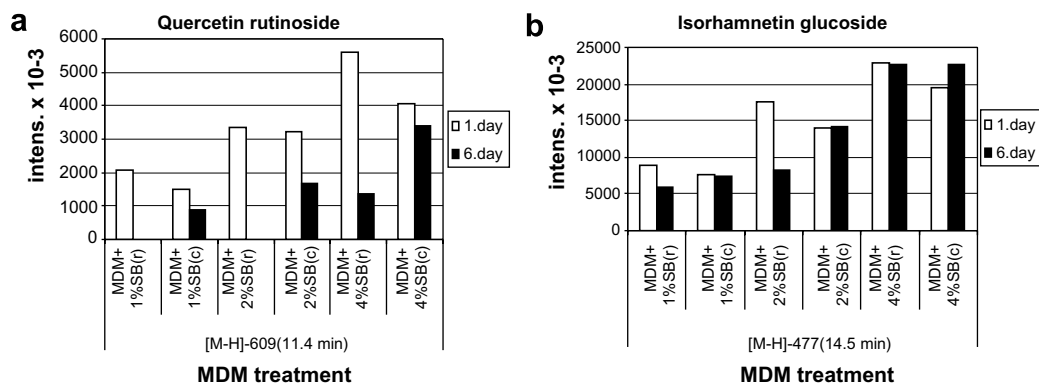 a
Quercetin rutinoside
intens. x 10-3
6000
5000
4000
3000
2000
1000
0
MDM+
1%SB(r)
MDM+
1%SB(c)
MDM+
2%SB(r)
MDM+
2%SB(c)
MDM+
4%SB(r)
MDM+
4%SB(c)
[M-H]-609(11.4 min)
MDM treatment
1.day
6.day
b
Isorhamnetin glucoside
intens. x 10-3
25000
20000
15000
10000
5000
0
MDM+
1%SB(r)
MDM+
1%SB(c)
MDM+
2%SB(r)
MDM+
2%SB(c)
MDM+
4%SB(r)
MDM+
4%SB(c)
[M-H]-477(14.5 min)
MDM treatment
1.day
6.day